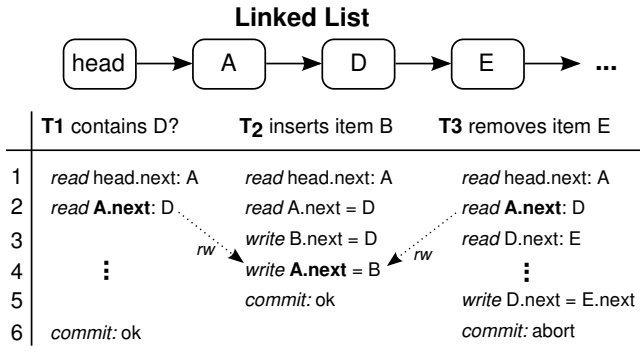 Linked List
head A D E ...
T1 contains D? T2 inserts item B T3 removes item E
1 read head.next: A read head.next: A read head.next: A
2 read A.next: D read A.next = D read A.next: D
3 write B.next = D read D.next: E
rw rw
4 ⋮ write A.next = B ⋮
5 commit: ok write D.next = E.next
6 commit: ok commit: abort